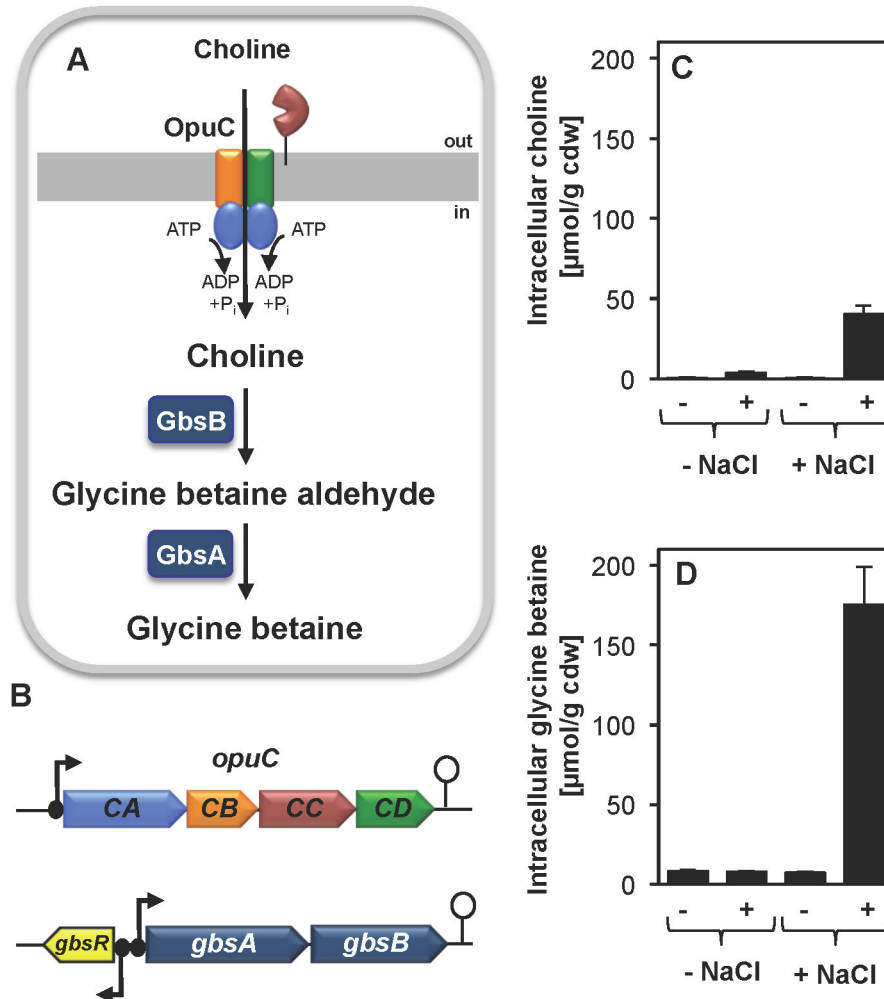 A
Choline
OpuC
out
in
ATP
ATP
ADP
+Pi
ADP
+Pi
Choline
GbsB
Glycine betaine aldehyde
GbsA
Glycine betaine
B
opuC
CA
CB
CC
CD
gbsR
gbsA
gbsB
C
Intracellular choline
[µmol/g cdw]
200
150
100
50
0
- + - +
- NaCl + NaCl
D
Intracellular glycine betaine
[µmol/g cdw]
200
150
100
50
0
- + - +
- NaCl + NaCl